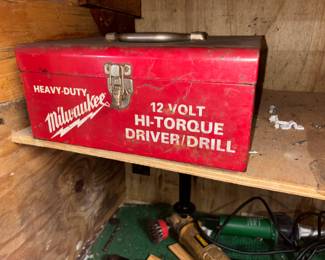 HEAVY-DUTY
Milwaukee
12 VOLT
HI-TORQUE
DRIVER/DRILL